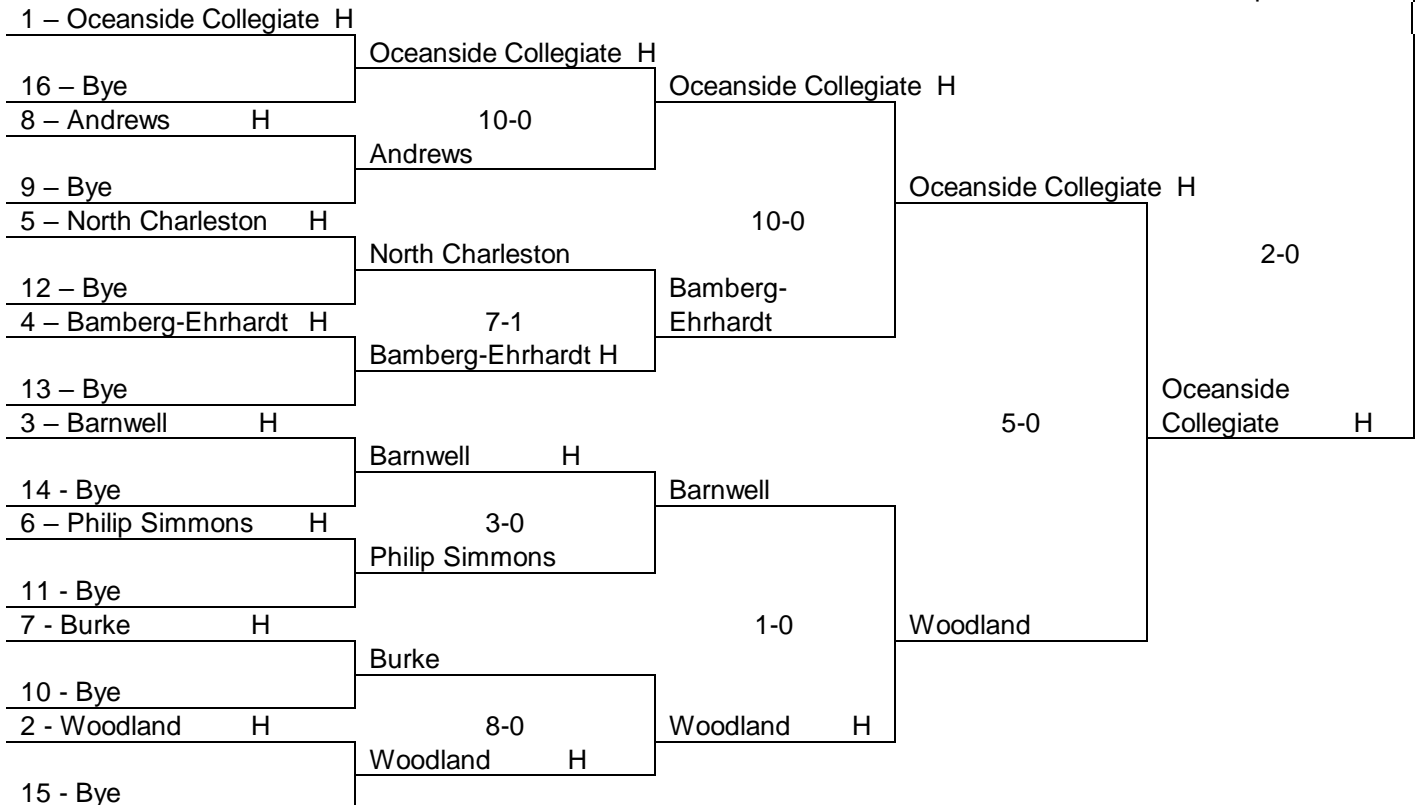 1 – Oceanside Collegiate H
Oceanside Collegiate H
16 – Bye
Oceanside Collegiate H
8 – Andrews H
10-0
Andrews
9 – Bye
Oceanside Collegiate H
5 – North Charleston H
10-0
North Charleston
2-0
12 – Bye
Bamberg-
4 – Bamberg-Ehrhardt H
7-1
Ehrhardt
Bamberg-Ehrhardt H
13 – Bye
Oceanside
3 – Barnwell H
5-0
Collegiate H
Barnwell H
14 - Bye
Barnwell
6 – Philip Simmons H
3-0
Philip Simmons
11 - Bye
7 - Burke H
1-0
Woodland
Burke
10 - Bye
2 - Woodland H
8-0
Woodland H
Woodland H
15 - Bye